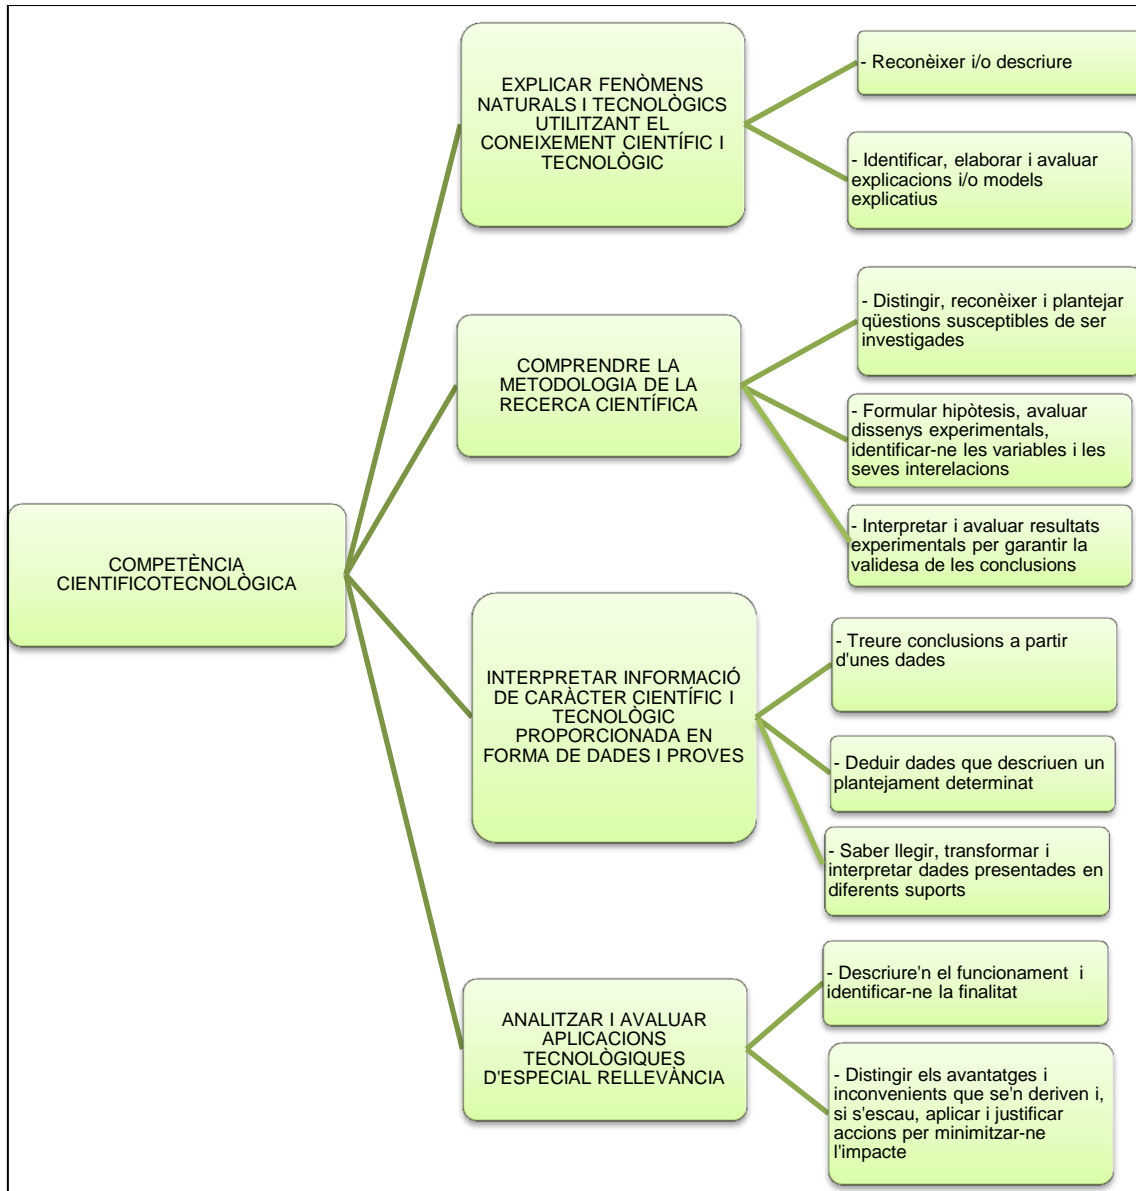 COMPETÈNCIA
CIENTIFICOTECNOLÒGICA
EXPLICAR FENÒMENS
NATURALS I TECNOLÒGICS
UTILITZANT EL
CONEIXEMENT CIENTÍFIC I
TECNOLÒGIC
- Reconèixer i/o descriure
- Identificar, elaborar i avaluar
explicacions i/o models
explicatius
COMPRENDRE LA
METODOLOGIA DE LA
RECERCA CIENTÍFICA
- Distingir, reconèixer i plantejar
qüestions susceptibles de ser
investigades
- Formular hipòtesis, avaluar
dissenys experimentals,
identificar-ne les variables i les
seves interelacions
- Interpretar i avaluar resultats
experimentals per garantir la
validesa de les conclusions
INTERPRETAR INFORMACIÓ
DE CARÀCTER CIENTÍFIC I
TECNOLÒGIC
PROPORCIONADA EN
FORMA DE DADES I PROVES
- Treure conclusions a partir
d'unes dades
- Deduir dades que descriuen un
plantejament determinat
- Saber llegir, transformar i
interpretar dades presentades en
diferents suports
ANALITZAR I AVALUAR
APLICACIONS
TECNOLÒGIQUES
D'ESPECIAL RELLEVÀNCIA
- Descriure'n el funcionament i
identificar-ne la finalitat
- Distingir els avantatges i
inconvenients que se'n deriven i,
si s'escau, aplicar i justificar
accions per minimitzar-ne
l'impacte